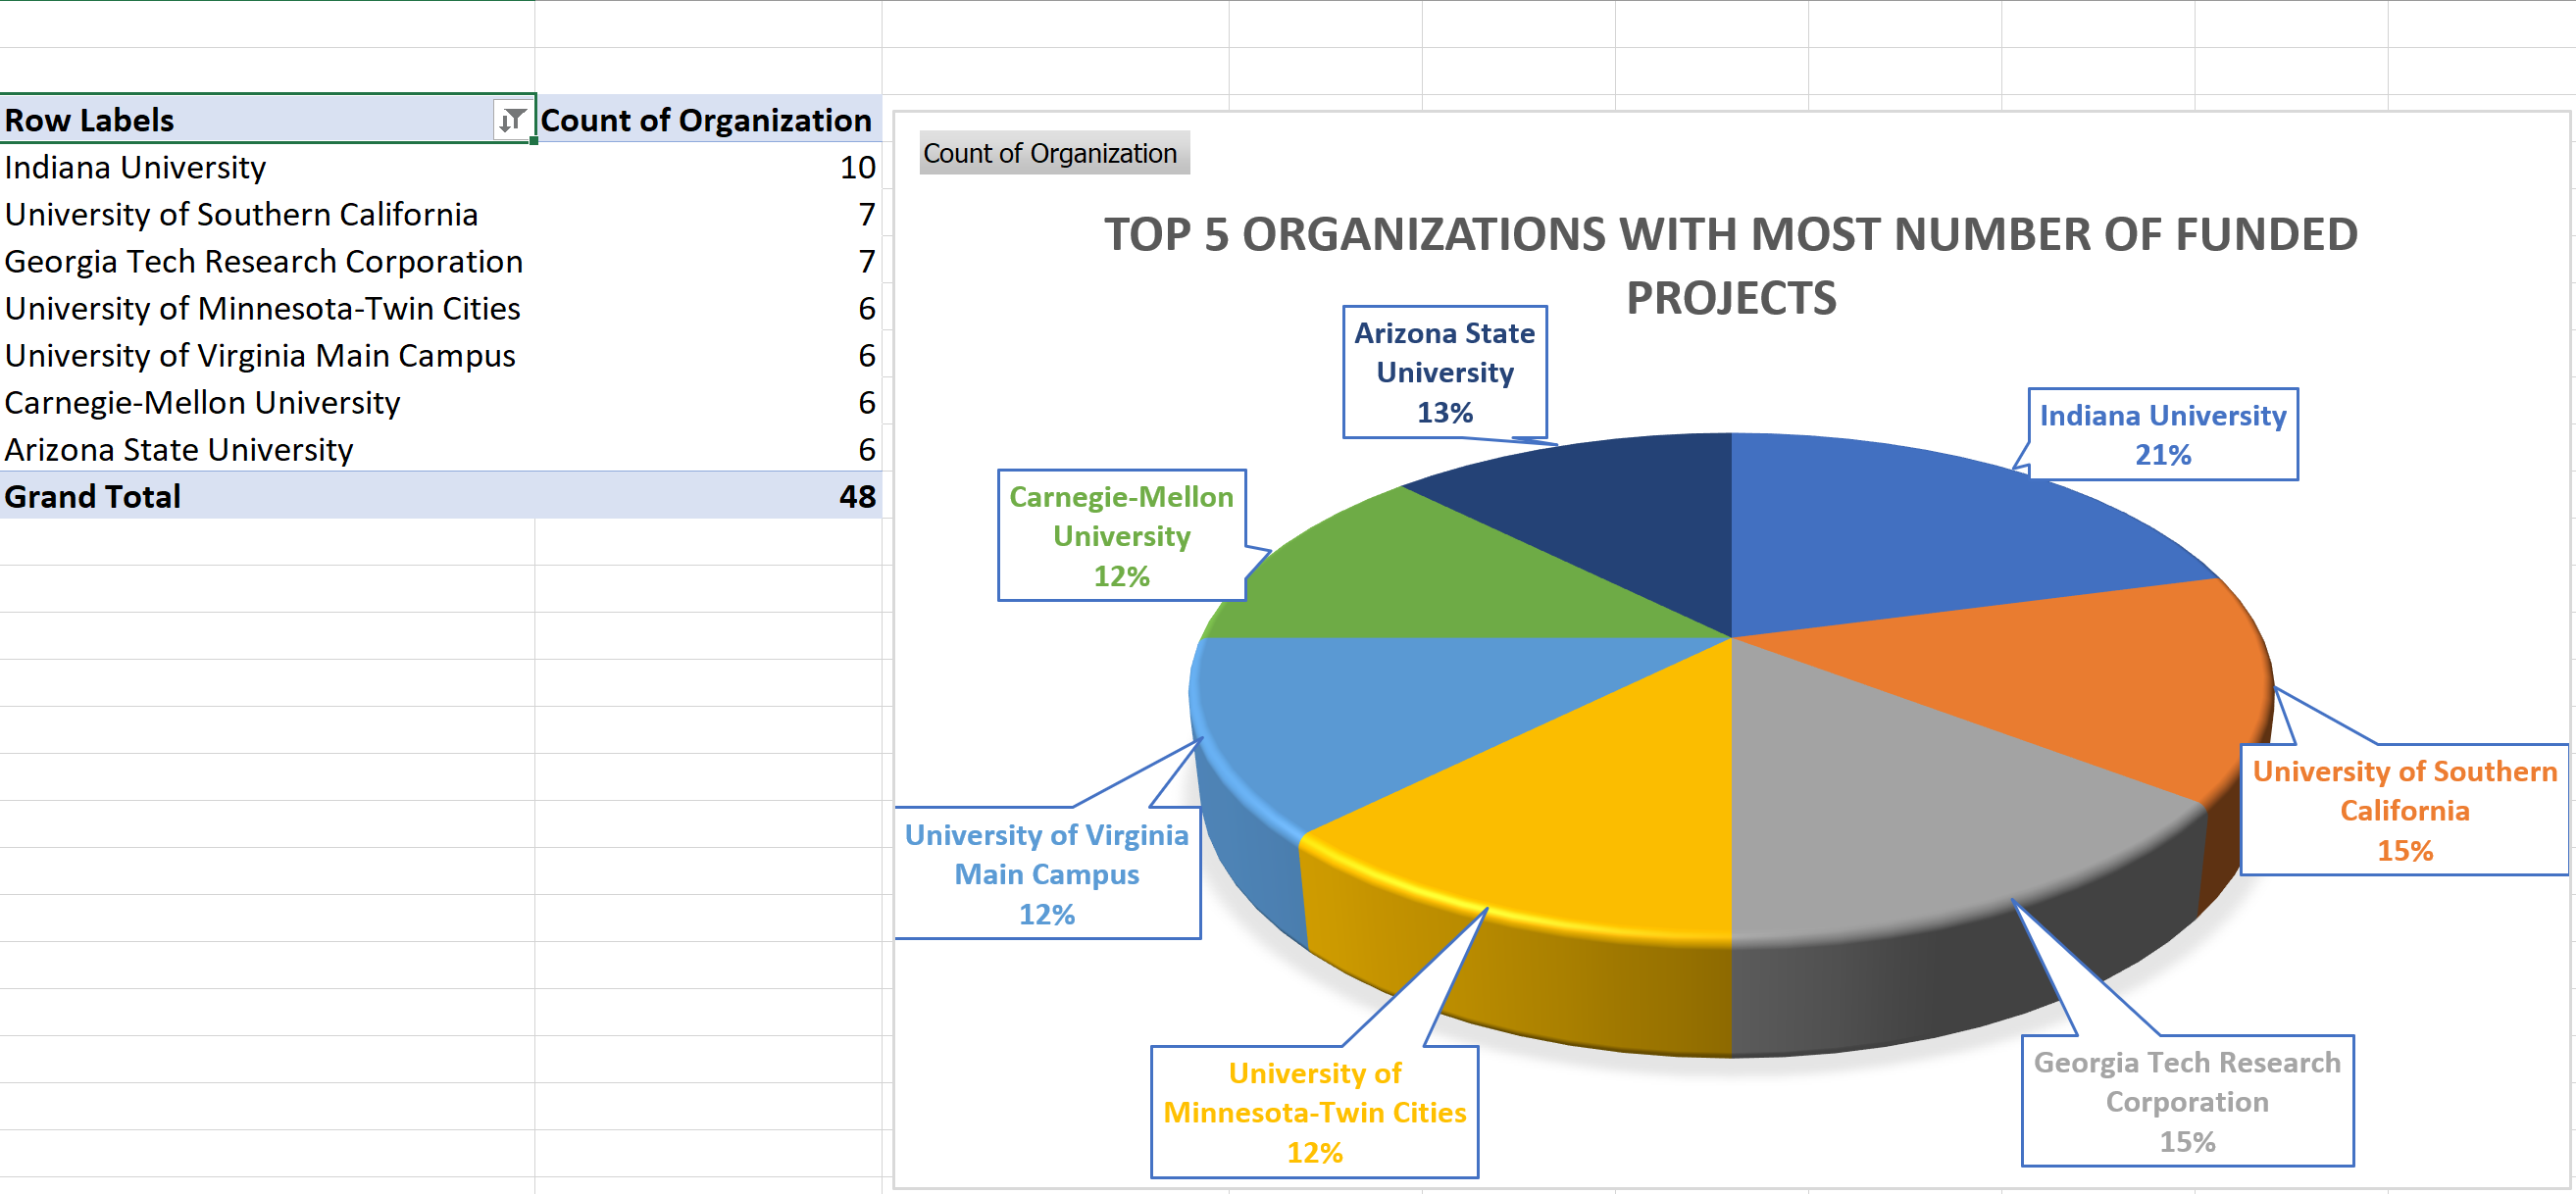 Row Labels Count of Organization
Indiana University 10
University of Southern California 7
Georgia Tech Research Corporation 7
University of Minnesota-Twin Cities 6
University of Virginia Main Campus 6
Carnegie-Mellon University 6
Arizona State University 6
Grand Total 48
Count of Organization
TOP 5 ORGANIZATIONS WITH MOST NUMBER OF FUNDED
PROJECTS
Arizona State
University
13%
Indiana University
21%
Carnegie-Mellon
University
12%
University of Southern
California
15%
University of Virginia
Main Campus
12%
University of
Minnesota-Twin Cities
12%
Georgia Tech Research
Corporation
15%